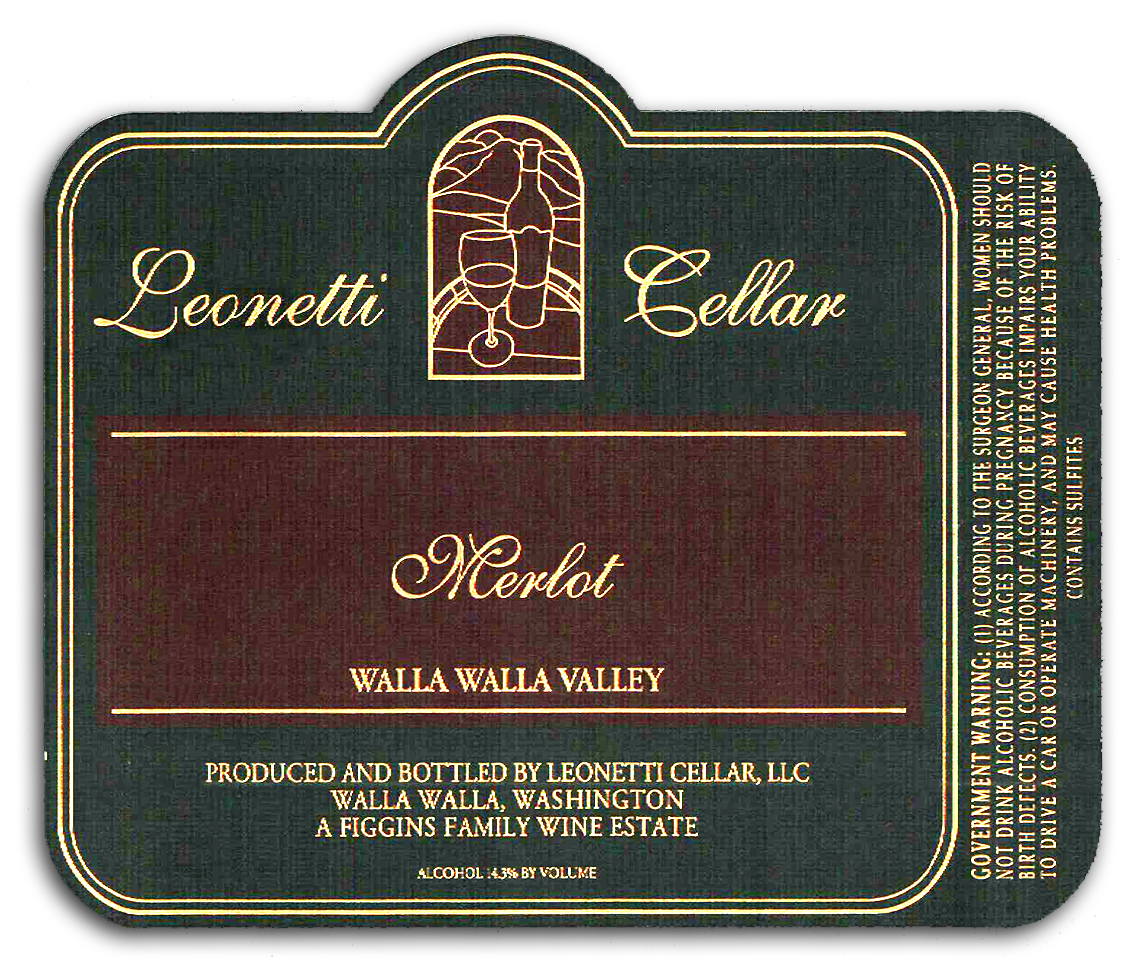 Leonetti Cellar
Merlot
WALLA WALLA VALLEY
PRODUCED AND BOTTLED BY LEONETTI CELLAR, LLC
WALLA WALLA, WASHINGTON
A FIGGINS FAMILY WINE ESTATE
ALCOHOL 14.3% BY VOLUME
GOVERNMENT WARNING: (1) ACCORDING TO THE SURGEON GENERAL, WOMEN SHOULD
NOT DRINK ALCOHOLIC BEVERAGES DURING PREGNANCY BECAUSE OF THE RISK OF
BIRTH DEFECTS. (2) CONSUMPTION OF ALCOHOLIC BEVERAGES IMPAIRS YOUR ABILITY
TO DRIVE A CAR OR OPERATE MACHINERY, AND MAY CAUSE HEALTH PROBLEMS.
CONTAINS SULFITES